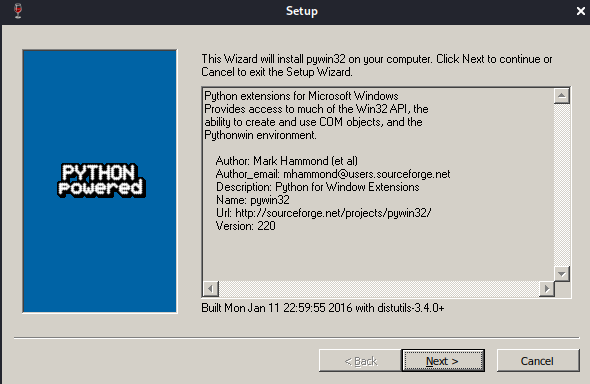 Setup
This Wizard will install pywin32 on your computer. Click Next to continue or
Cancel to exit the Setup Wizard.
PYTHON
powered
Python extensions for Microsoft Windows
Provides access to much of the Win32 API, the
ability to create and use COM objects, and the
Pythonwin environment.
Author: Mark Hammond (et al)
Author_email: mhammond@users.sourceforge.net
Description: Python for Window Extensions
Name: pywin32
Url: http://sourceforge.net/projects/pywin32/
Version: 220
Built Mon Jan 11 22:59:55 2016 with distutils-3.4.0+
< Back
Next >
Cancel